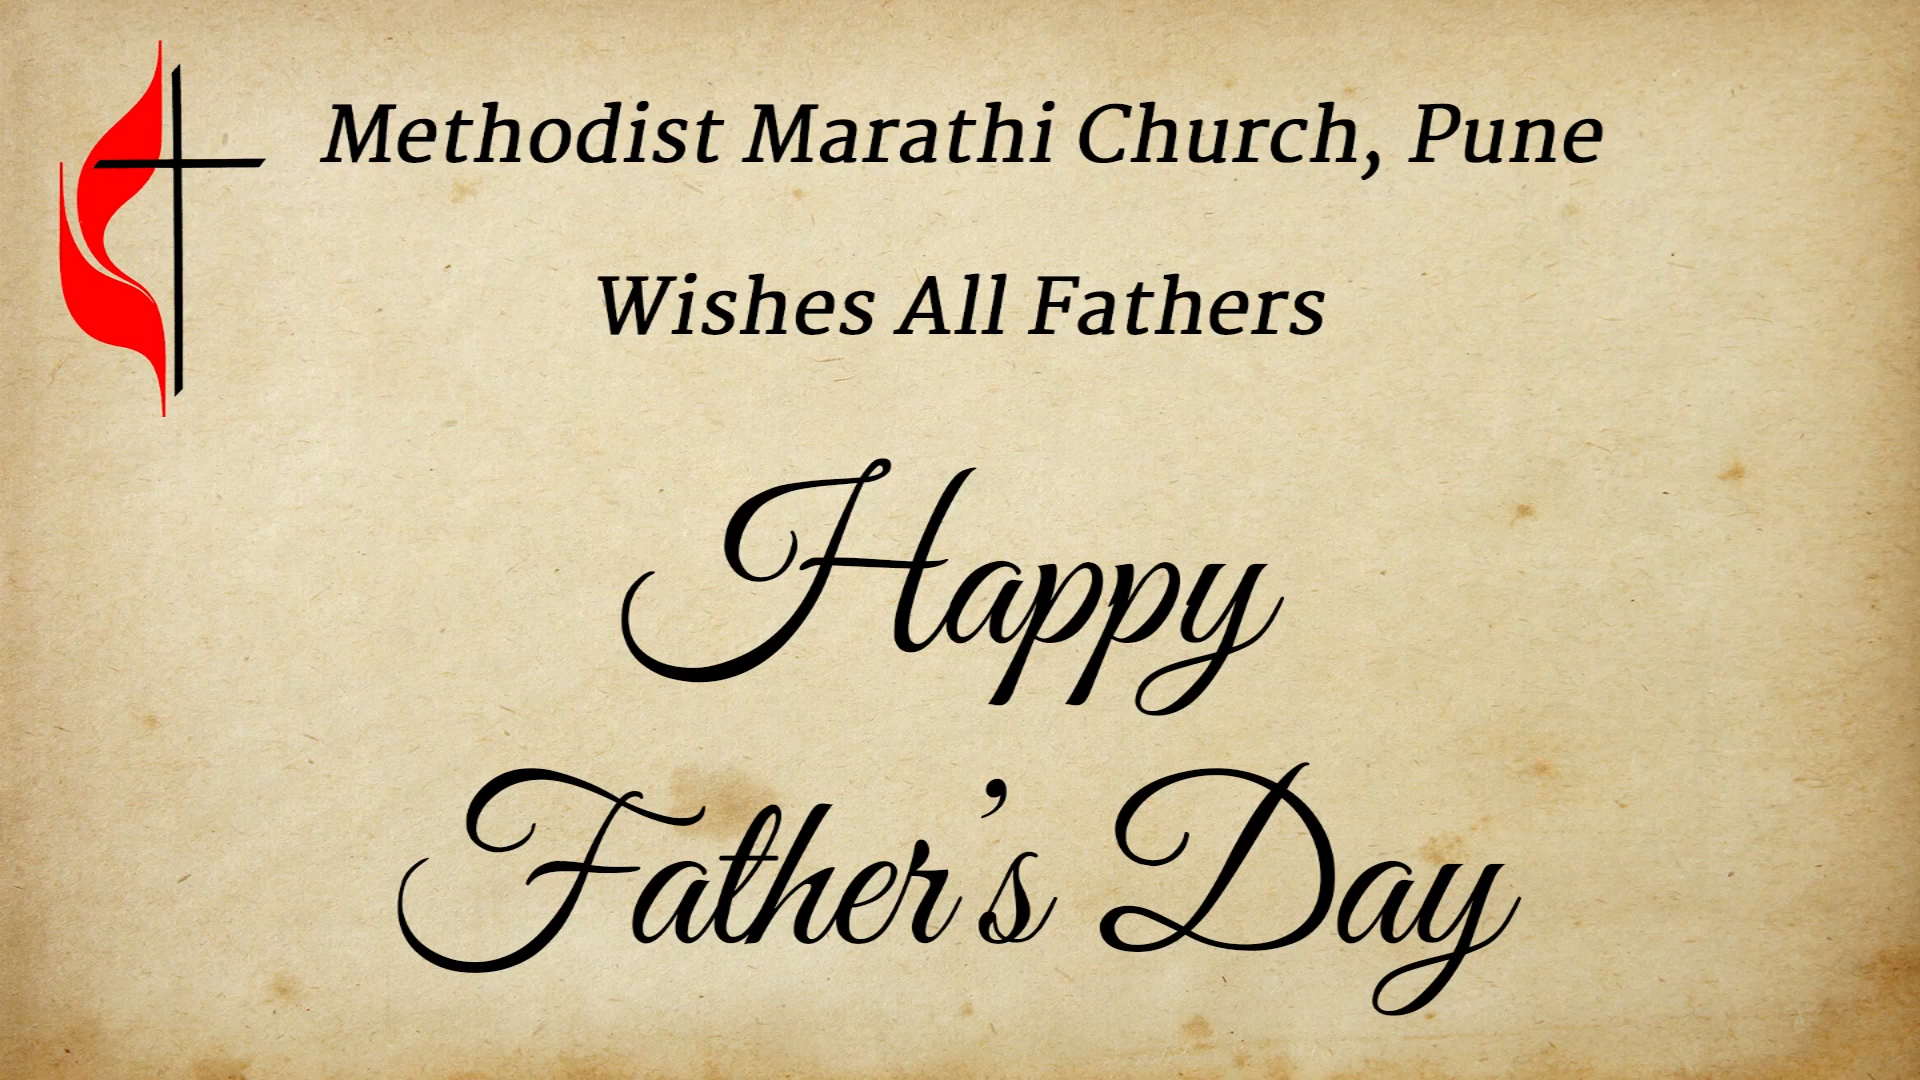 Methodist Marathi Church, Pune
Wishes All Fathers
Happy
Father’s Day